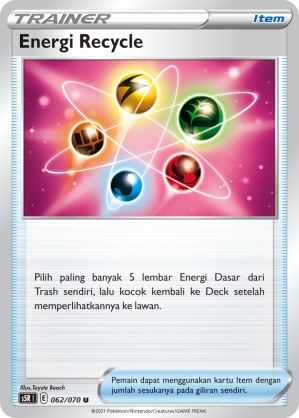 TRAINER
Item
Energi Recycle
Pilih paling banyak 5 lembar Energi Dasar dari
Trash sendiri, lalu kocok kembali ke Deck setelah
memperlihatkannya ke lawan.
Illus.Toyste Beach
s5R I E 062/070 U
Pemain dapat menggunakan kartu Item dengan
jumlah sesukanya pada giliran sendiri.
©2021 Pokémon/Nintendo/Creatures/GAME FREAK.